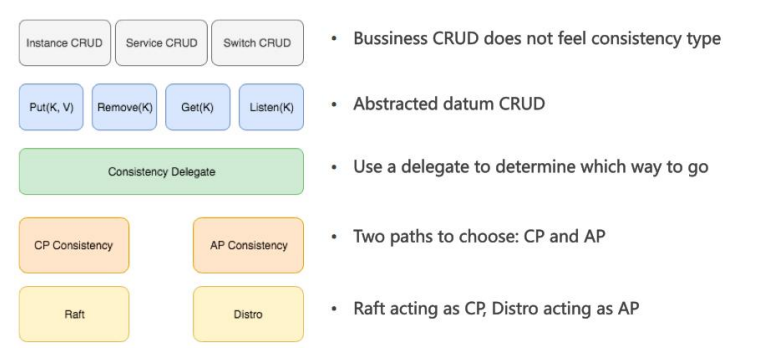 Instance CRUD Service CRUD Switch CRUD • Bussiness CRUD does not feel consistency type
Put(K, V) Remove(K) Get(K) Listen(K) • Abstracted datum CRUD
Consistency Delegate • Use a delegate to determine which way to go
CP Consistency AP Consistency • Two paths to choose: CP and AP
Raft Distro • Raft acting as CP, Distro acting as AP